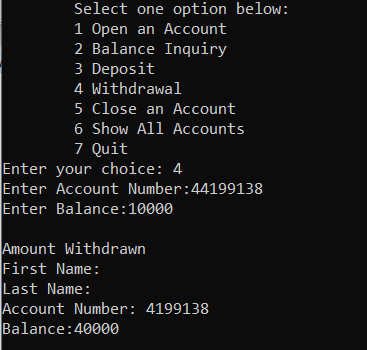 Select one option below:
1 Open an Account
2 Balance Inquiry
3 Deposit
4 Withdrawal
5 Close an Account
6 Show All Accounts
7 Quit
Enter your choice: 4
Enter Account Number:44199138
Enter Balance:10000
Amount Withdrawn
First Name:
Last Name:
Account Number: 4199138
Balance:40000